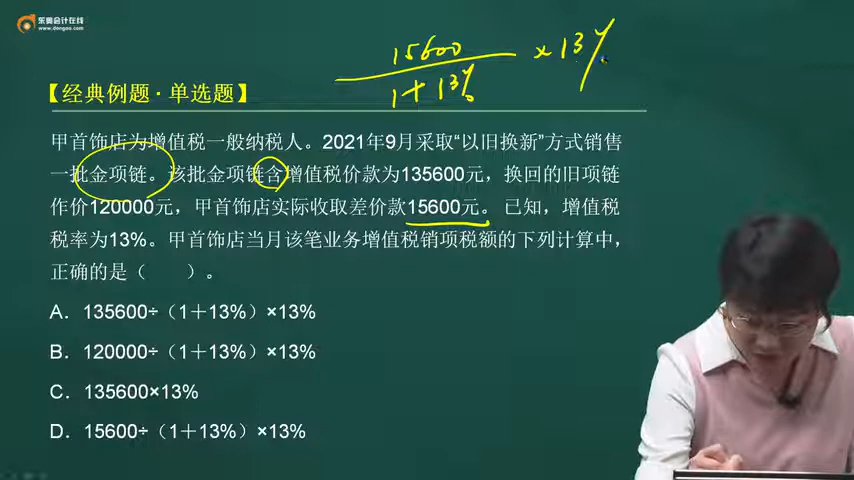 东奥会计在线
www.dongao.com
15600
1+13%
×13%
【经典例题·单选题】
甲首饰店为增值税一般纳税人。2021年9月采取“以旧换新”方式销售
一批金项链。该批金项链含增值税价款为135600元，换回的旧项链
作价120000元，甲首饰店实际收取差价款15600元。已知，增值税
税率为13%。甲首饰店当月该笔业务增值税销项税额的下列计算中，
正确的是（　　）。
A．135600÷（1＋13%）×13%
B．120000÷（1＋13%）×13%
C．135600×13%
D．15600÷（1＋13%）×13%